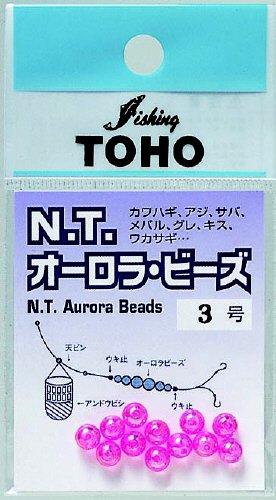 Fishing
TOHO
N.T.
カワハギ、アジ、サバ、
メバル、グレ、キス、
ワカサギ…
オーロラ・ビーズ
N.T. Aurora Beads
3 号
天ビン
ウキ止
オーロラビーズ
アンドウビシ
ウキ止